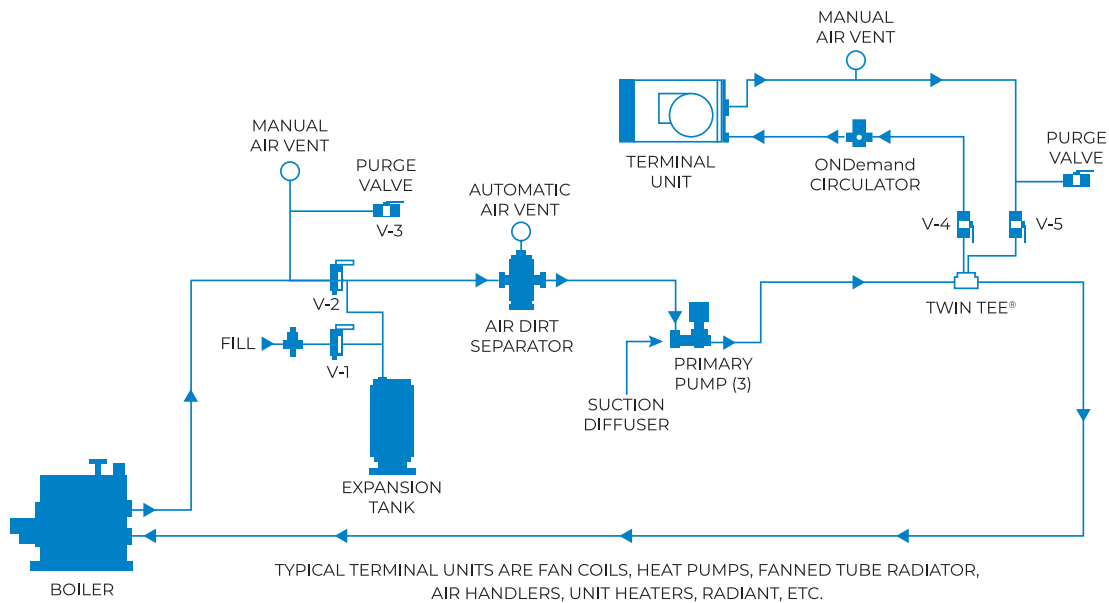 MANUAL
AIR VENT
MANUAL
AIR VENT
PURGE
VALVE
V-3
AUTOMATIC
AIR VENT
TERMINAL
UNIT
ONDemand
CIRCULATOR
PURGE
VALVE
V-4
V-5
V-2
FILL
V-1
AIR DIRT
SEPARATOR
TWIN TEE®
PRIMARY
PUMP (3)
SUCTION
DIFFUSER
EXPANSION
TANK
BOILER
TYPICAL TERMINAL UNITS ARE FAN COILS, HEAT PUMPS, FANNED TUBE RADIATOR,
AIR HANDLERS, UNIT HEATERS, RADIANT, ETC.